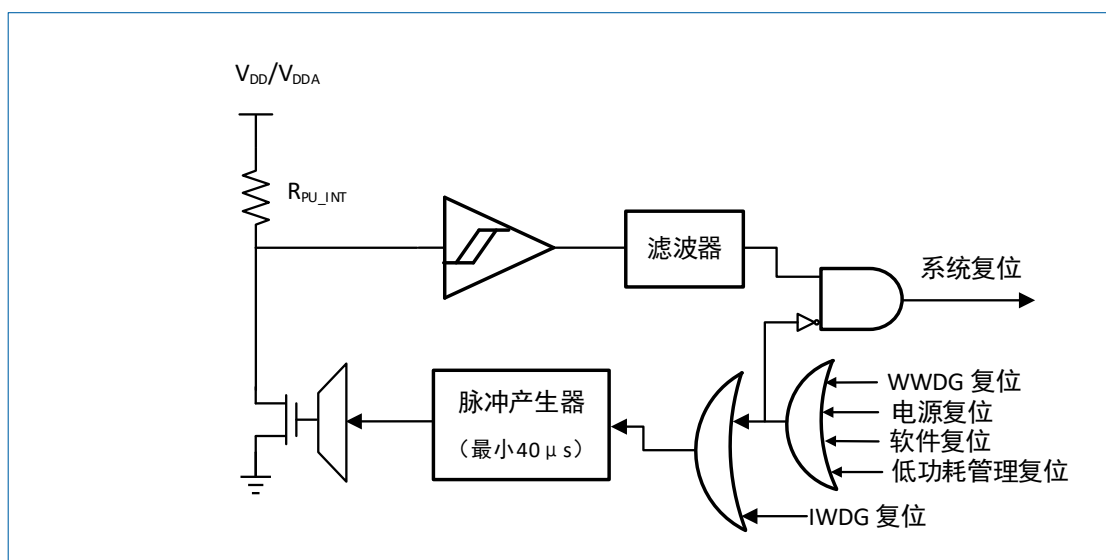 VDD/VDDA
RPU_INT
滤波器
系统复位
脉冲产生器
（最小40μs）
WWDG 复位
电源复位
软件复位
低功耗管理复位
IWDG 复位